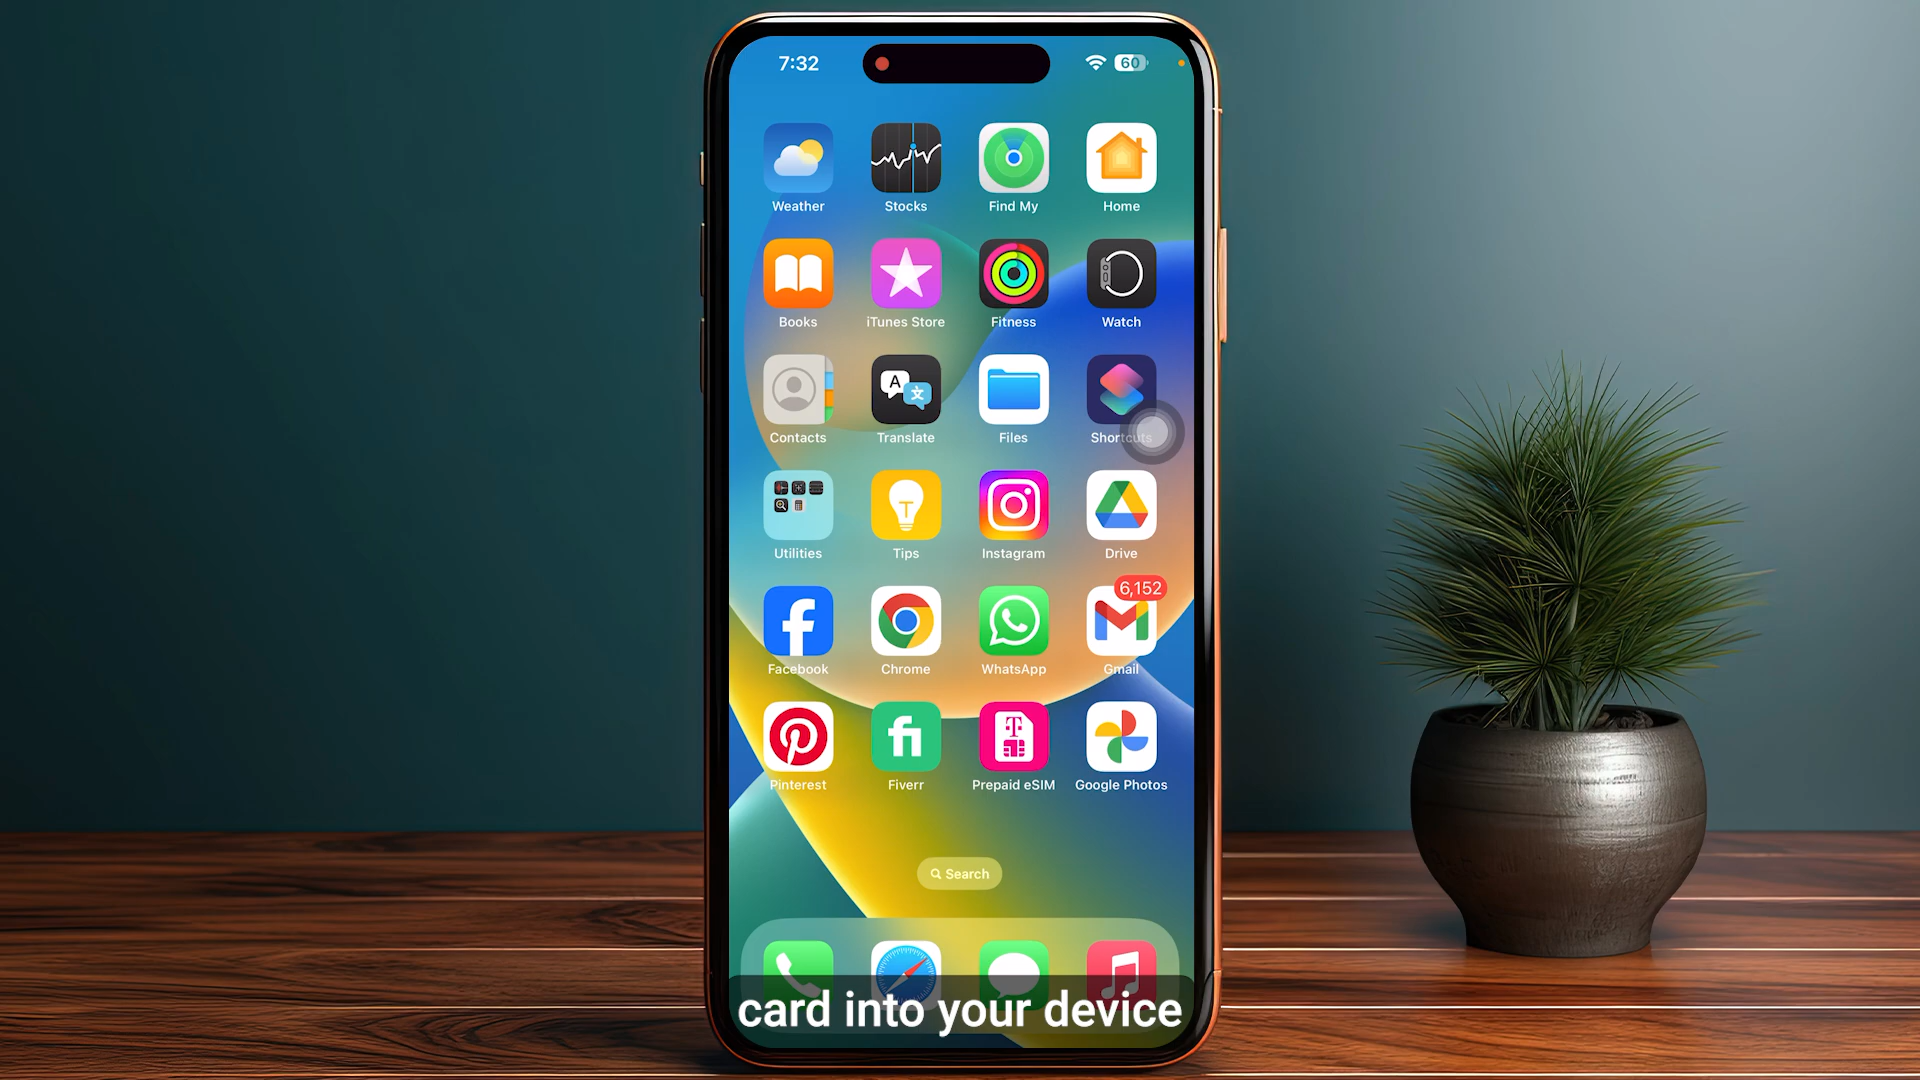 7:32
60
Weather Stocks Find My Home
Books iTunes Store Fitness Watch
A 文
Contacts Translate Files Shortcuts
Utilities Tips Instagram Drive
6,152
Facebook Chrome WhatsApp Gmail
T
Pinterest Fiverr Prepaid eSIM Google Photos
Search
card into your device